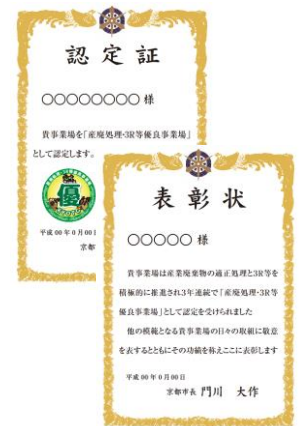 認定証
○○○○○○○○ 様
貴事業場を「産廃処理・3R等優良事業場」
として認定します。
優
平成 00 年 0 月 00 日
京都
表彰状
○○○○○ 様
貴事業場は産業廃棄物の適正処理と3R等を
積極的に推進され3年連続で「産廃処理・3R等
優良事業場」として認定を受けられました
他の模範となる貴事業場の日々の取組に敬意
を表するとともにその功績を称えここに表彰します
平成 00 年 0 月 00 日
京都市長 門川 大作